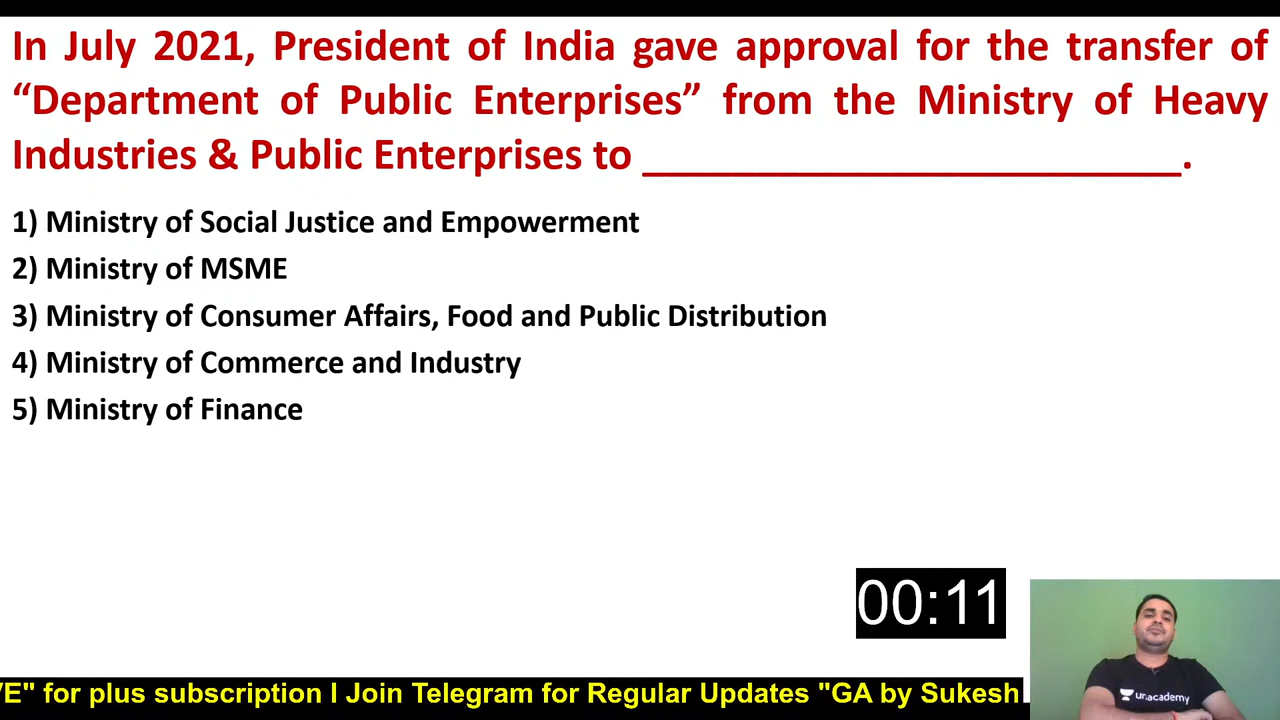 In July 2021, President of India gave approval for the transfer of
“Department of Public Enterprises” from the Ministry of Heavy
Industries & Public Enterprises to __________________________.
1) Ministry of Social Justice and Empowerment
2) Ministry of MSME
3) Ministry of Consumer Affairs, Food and Public Distribution
4) Ministry of Commerce and Industry
5) Ministry of Finance
00:11
unacademy
VE" for plus subscription I Join Telegram for Regular Updates "GA by Sukesh